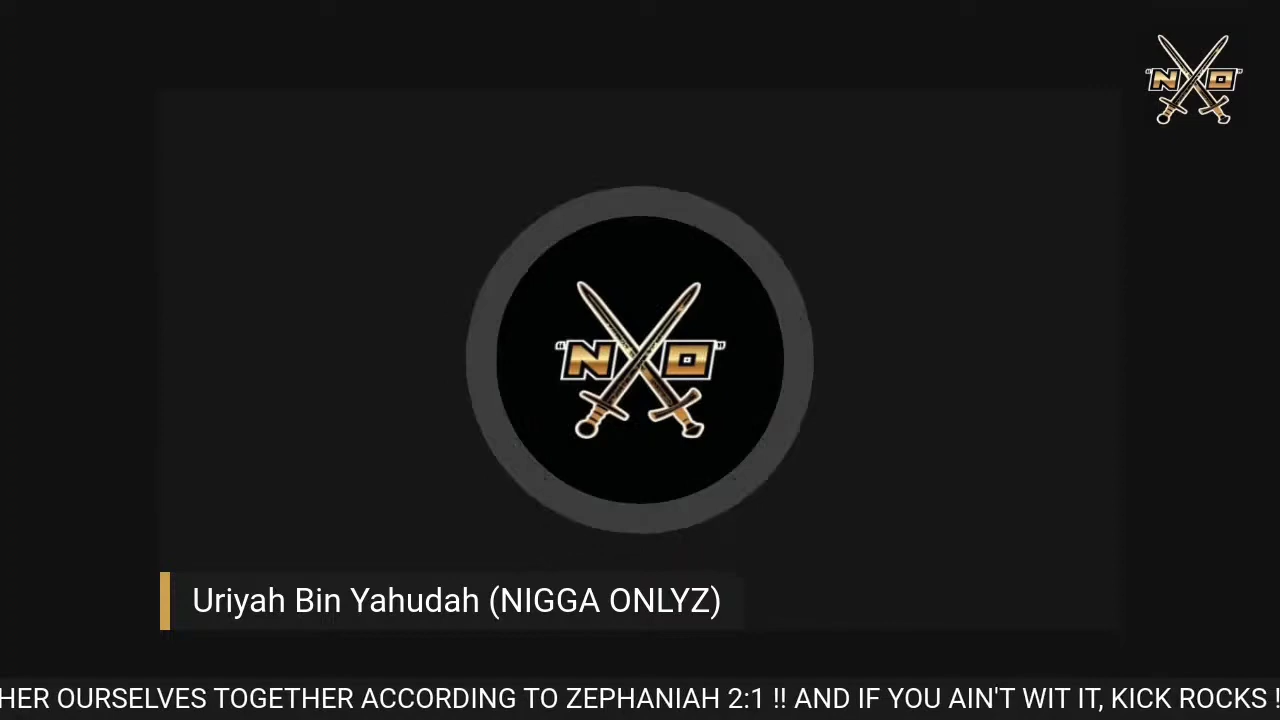 "NXO"
"NXO"
Uriyah Bin Yahudah (NIGGA ONLYZ)
HER OURSELVES TOGETHER ACCORDING TO ZEPHANIAH 2:1 !! AND IF YOU AIN'T WIT IT, KICK ROCKS !